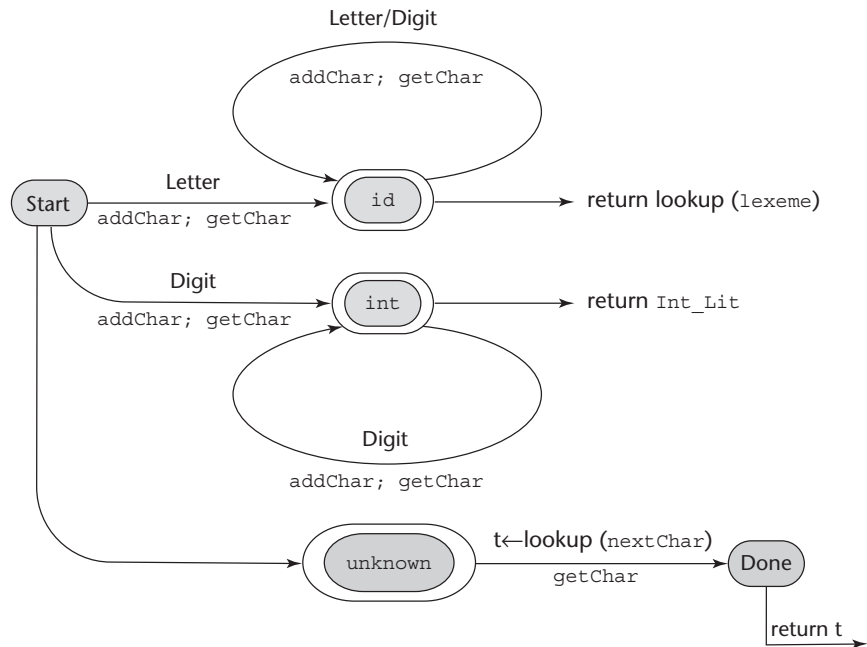 Letter/Digit
addChar; getChar
Letter
Start
id
return lookup (lexeme)
addChar; getChar
Digit
int
return Int_Lit
addChar; getChar
Digit
addChar; getChar
t←lookup (nextChar)
unknown
Done
getChar
return t